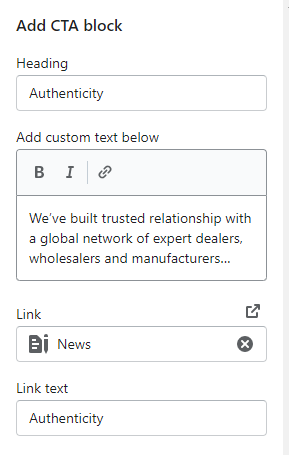 Add CTA block
Heading
Authenticity
Add custom text below
B I
We’ve built trusted relationship with
a global network of expert dealers,
wholesalers and manufacturers...
Link
News
Link text
Authenticity